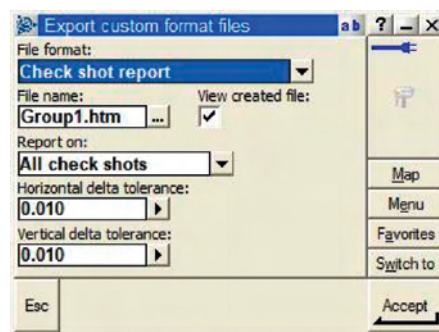 Export custom format files ab ? – ×
File format:
Check shot report
File name: View created file:
Group1.htm ...
Report on:
All check shots
Horizontal delta tolerance:
0.010
Vertical delta tolerance:
0.010
Map
Menu
Favorites
Switch to
Esc Accept